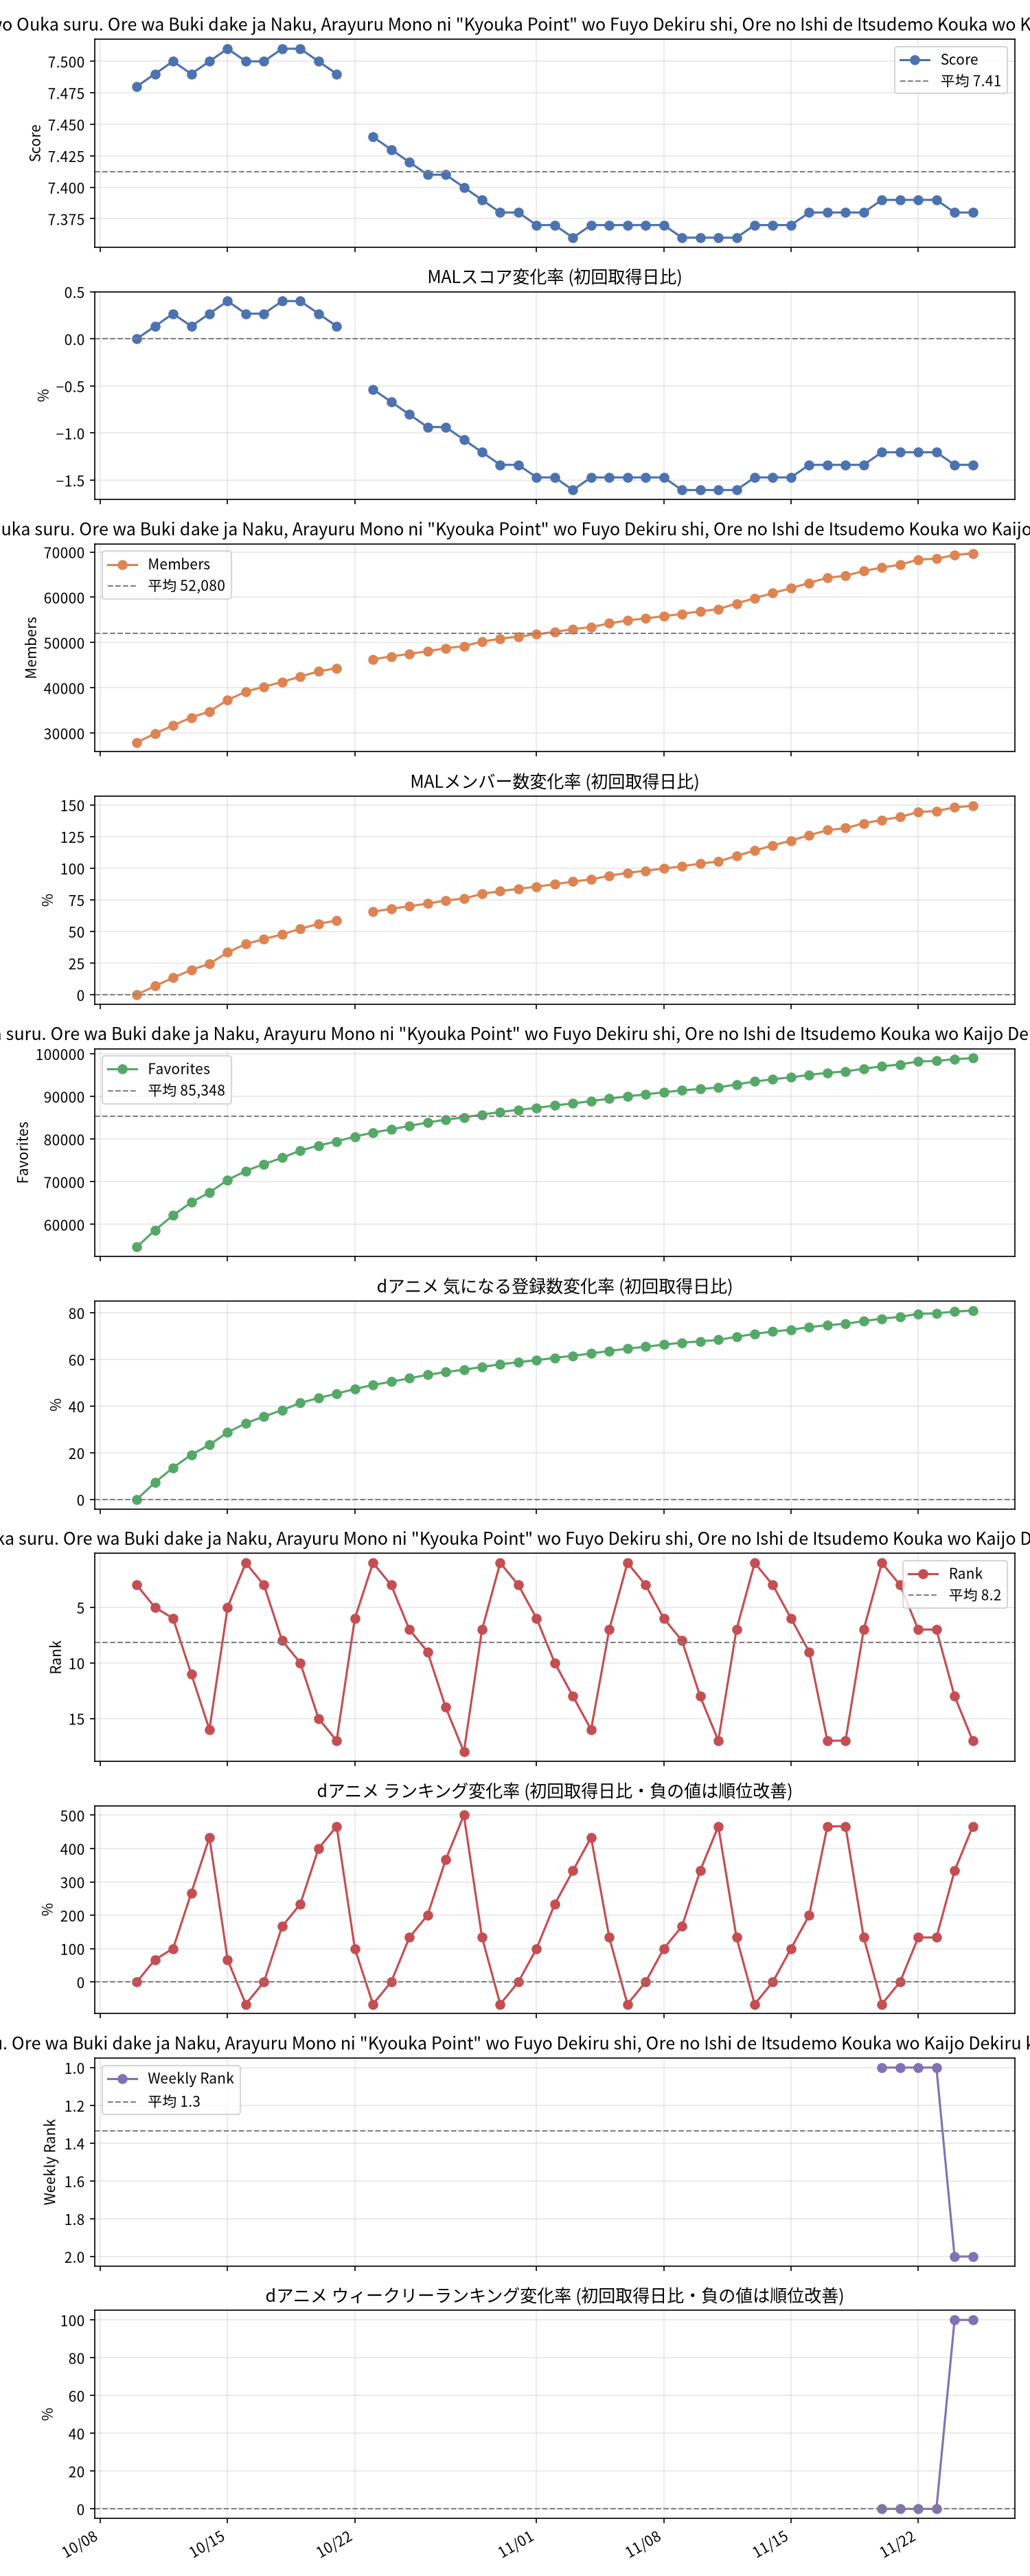 Ouka suru. Ore wa Buki dake ja Naku, Arayuru Mono ni "Kyouka Point" wo Fuyo Dekiru shi, Ore no Ishi de Itsudemo Kouka wo
7.500
7.475
7.450
7.425
7.400
7.375
Score
Score
平均 7.41
MALスコア変化率 (初回取得日比)
0.5
0.0
−0.5
−1.0
−1.5
%
suru. Ore wa Buki dake ja Naku, Arayuru Mono ni "Kyouka Point" wo Fuyo Dekiru shi, Ore no Ishi de Itsudemo Kouka wo Kaijo
70000
60000
50000
40000
30000
Members
Members
平均 52,080
MALメンバー数変化率 (初回取得日比)
150
125
100
75
50
25
0
%
suru. Ore wa Buki dake ja Naku, Arayuru Mono ni "Kyouka Point" wo Fuyo Dekiru shi, Ore no Ishi de Itsudemo Kouka wo Kaijo De
100000
90000
80000
70000
60000
Favorites
Favorites
平均 85,348
dアニメ 気になる登録数変化率 (初回取得日比)
80
60
40
20
0
%
ka suru. Ore wa Buki dake ja Naku, Arayuru Mono ni "Kyouka Point" wo Fuyo Dekiru shi, Ore no Ishi de Itsudemo Kouka wo Kaijo
5
10
15
Rank
Rank
平均 8.2
dアニメ ランキング変化率 (初回取得日比・負の値は順位改善)
500
400
300
200
100
0
%
. Ore wa Buki dake ja Naku, Arayuru Mono ni "Kyouka Point" wo Fuyo Dekiru shi, Ore no Ishi de Itsudemo Kouka wo Kaijo Dekiru
1.0
1.2
1.4
1.6
1.8
2.0
Weekly Rank
Weekly Rank
平均 1.3
dアニメ ウィークリーランキング変化率 (初回取得日比・負の値は順位改善)
100
80
60
40
20
0
%
10/08
10/15
10/22
11/01
11/08
11/15
11/22